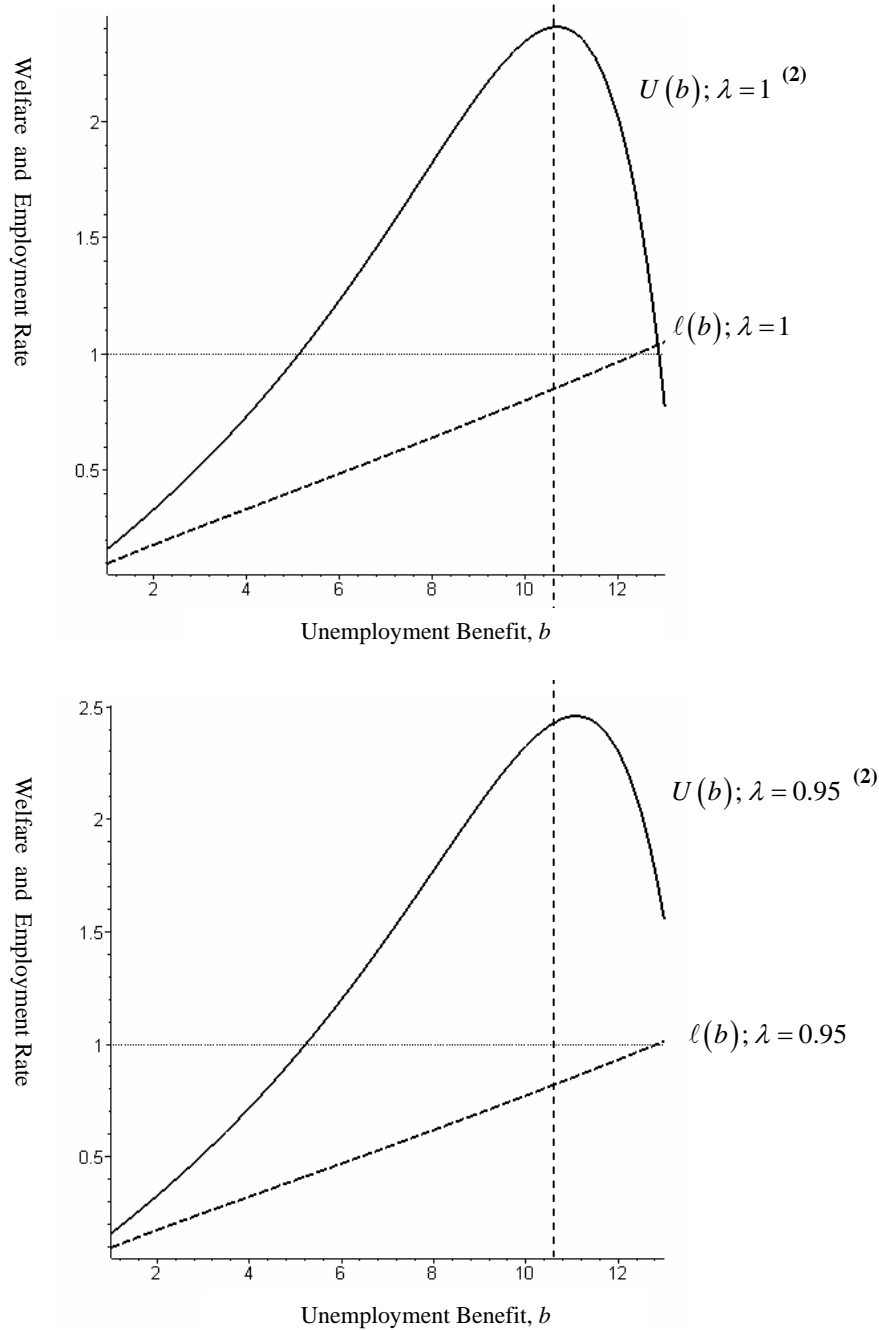 Welfare and Employment Rate
U(b); λ=1 (2)
2
1.5
ℓ(b); λ=1
1
0.5
2 4 6 8 10 12
Unemployment Benefit, b
Welfare and Employment Rate
2.5
U(b); λ=0.95 (2)
2
1.5
ℓ(b); λ=0.95
1
0.5
2 4 6 8 10 12
Unemployment Benefit, b